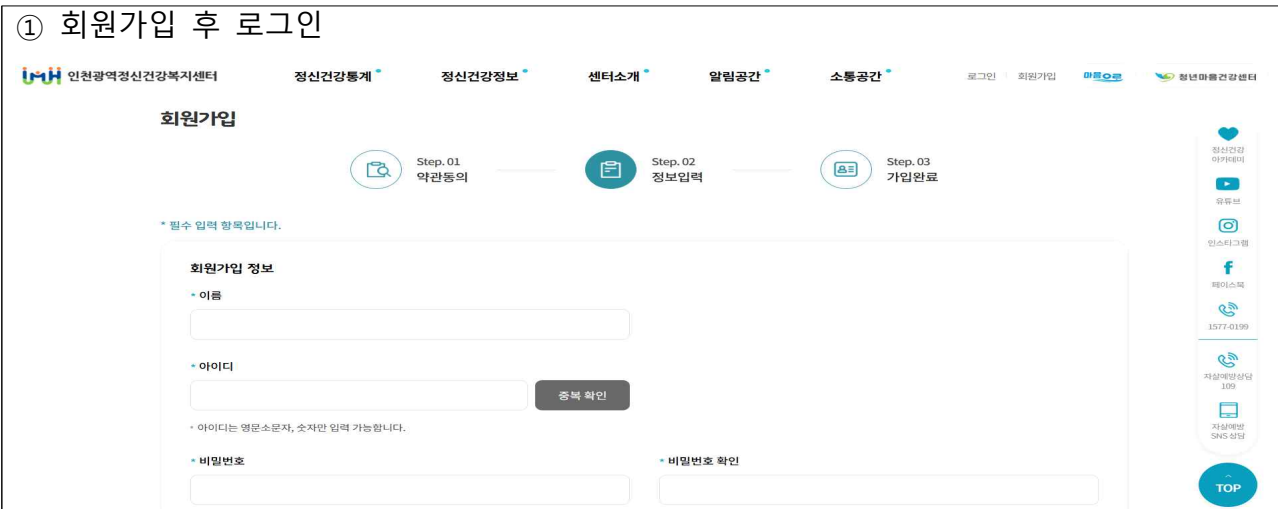 ① 회원가입 후 로그인
iMH 인천광역정신건강복지센터 정신건강통계 정신건강정보 센터소개 알림공간 소통공간 로그인 회원가입 마음으로 청년마음건강센터
회원가입
Step. 01
약관동의
Step. 02
정보입력
Step. 03
가입완료
* 필수 입력 항목입니다.
회원가입 정보
* 이름
* 아이디
중복 확인
* 아이디는 영문소문자, 숫자만 입력 가능합니다.
* 비밀번호
* 비밀번호 확인
정신건강
아카데미
유튜브
인스타그램
페이스북
1577-0199
자살예방상담
109
자살예방
SNS 상담
TOP